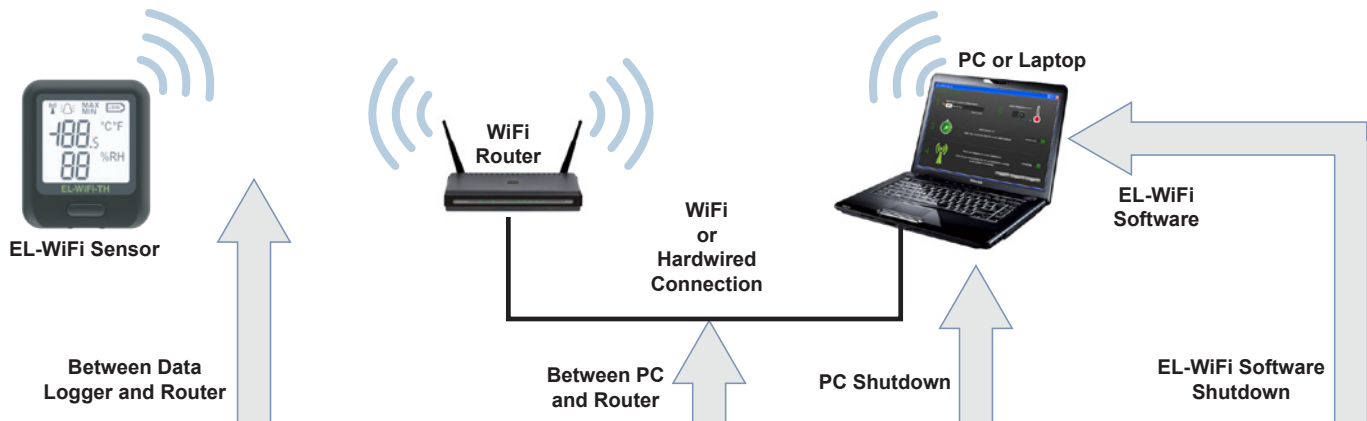 PC or Laptop
MAX
MIN
°C°F
-188.5
%RH
88
EL-WiFi-TH
EL-WiFi Sensor
WiFi
Router
WiFi
or
Hardwired
Connection
EL-WiFi
Software
Between Data
Logger and Router
Between PC
and Router
PC Shutdown
EL-WiFi Software
Shutdown